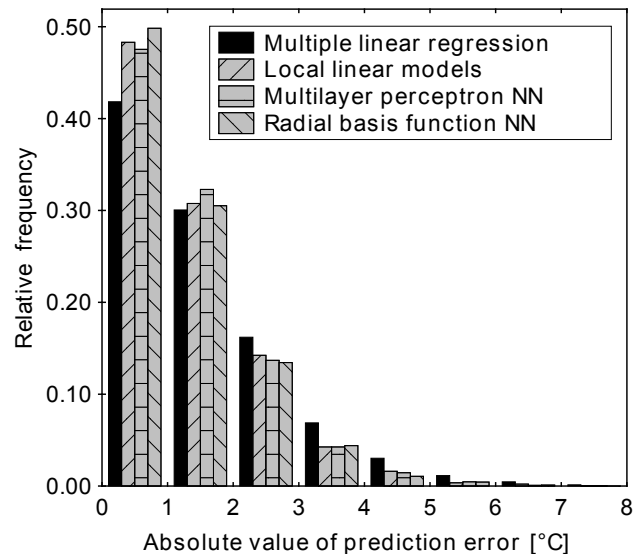 0.50
0.40
0.30
0.20
0.10
0.00
Relative frequency
Multiple linear regression
Local linear models
Multilayer perceptron NN
Radial basis function NN
0 1 2 3 4 5 6 7 8
Absolute value of prediction error [°C]